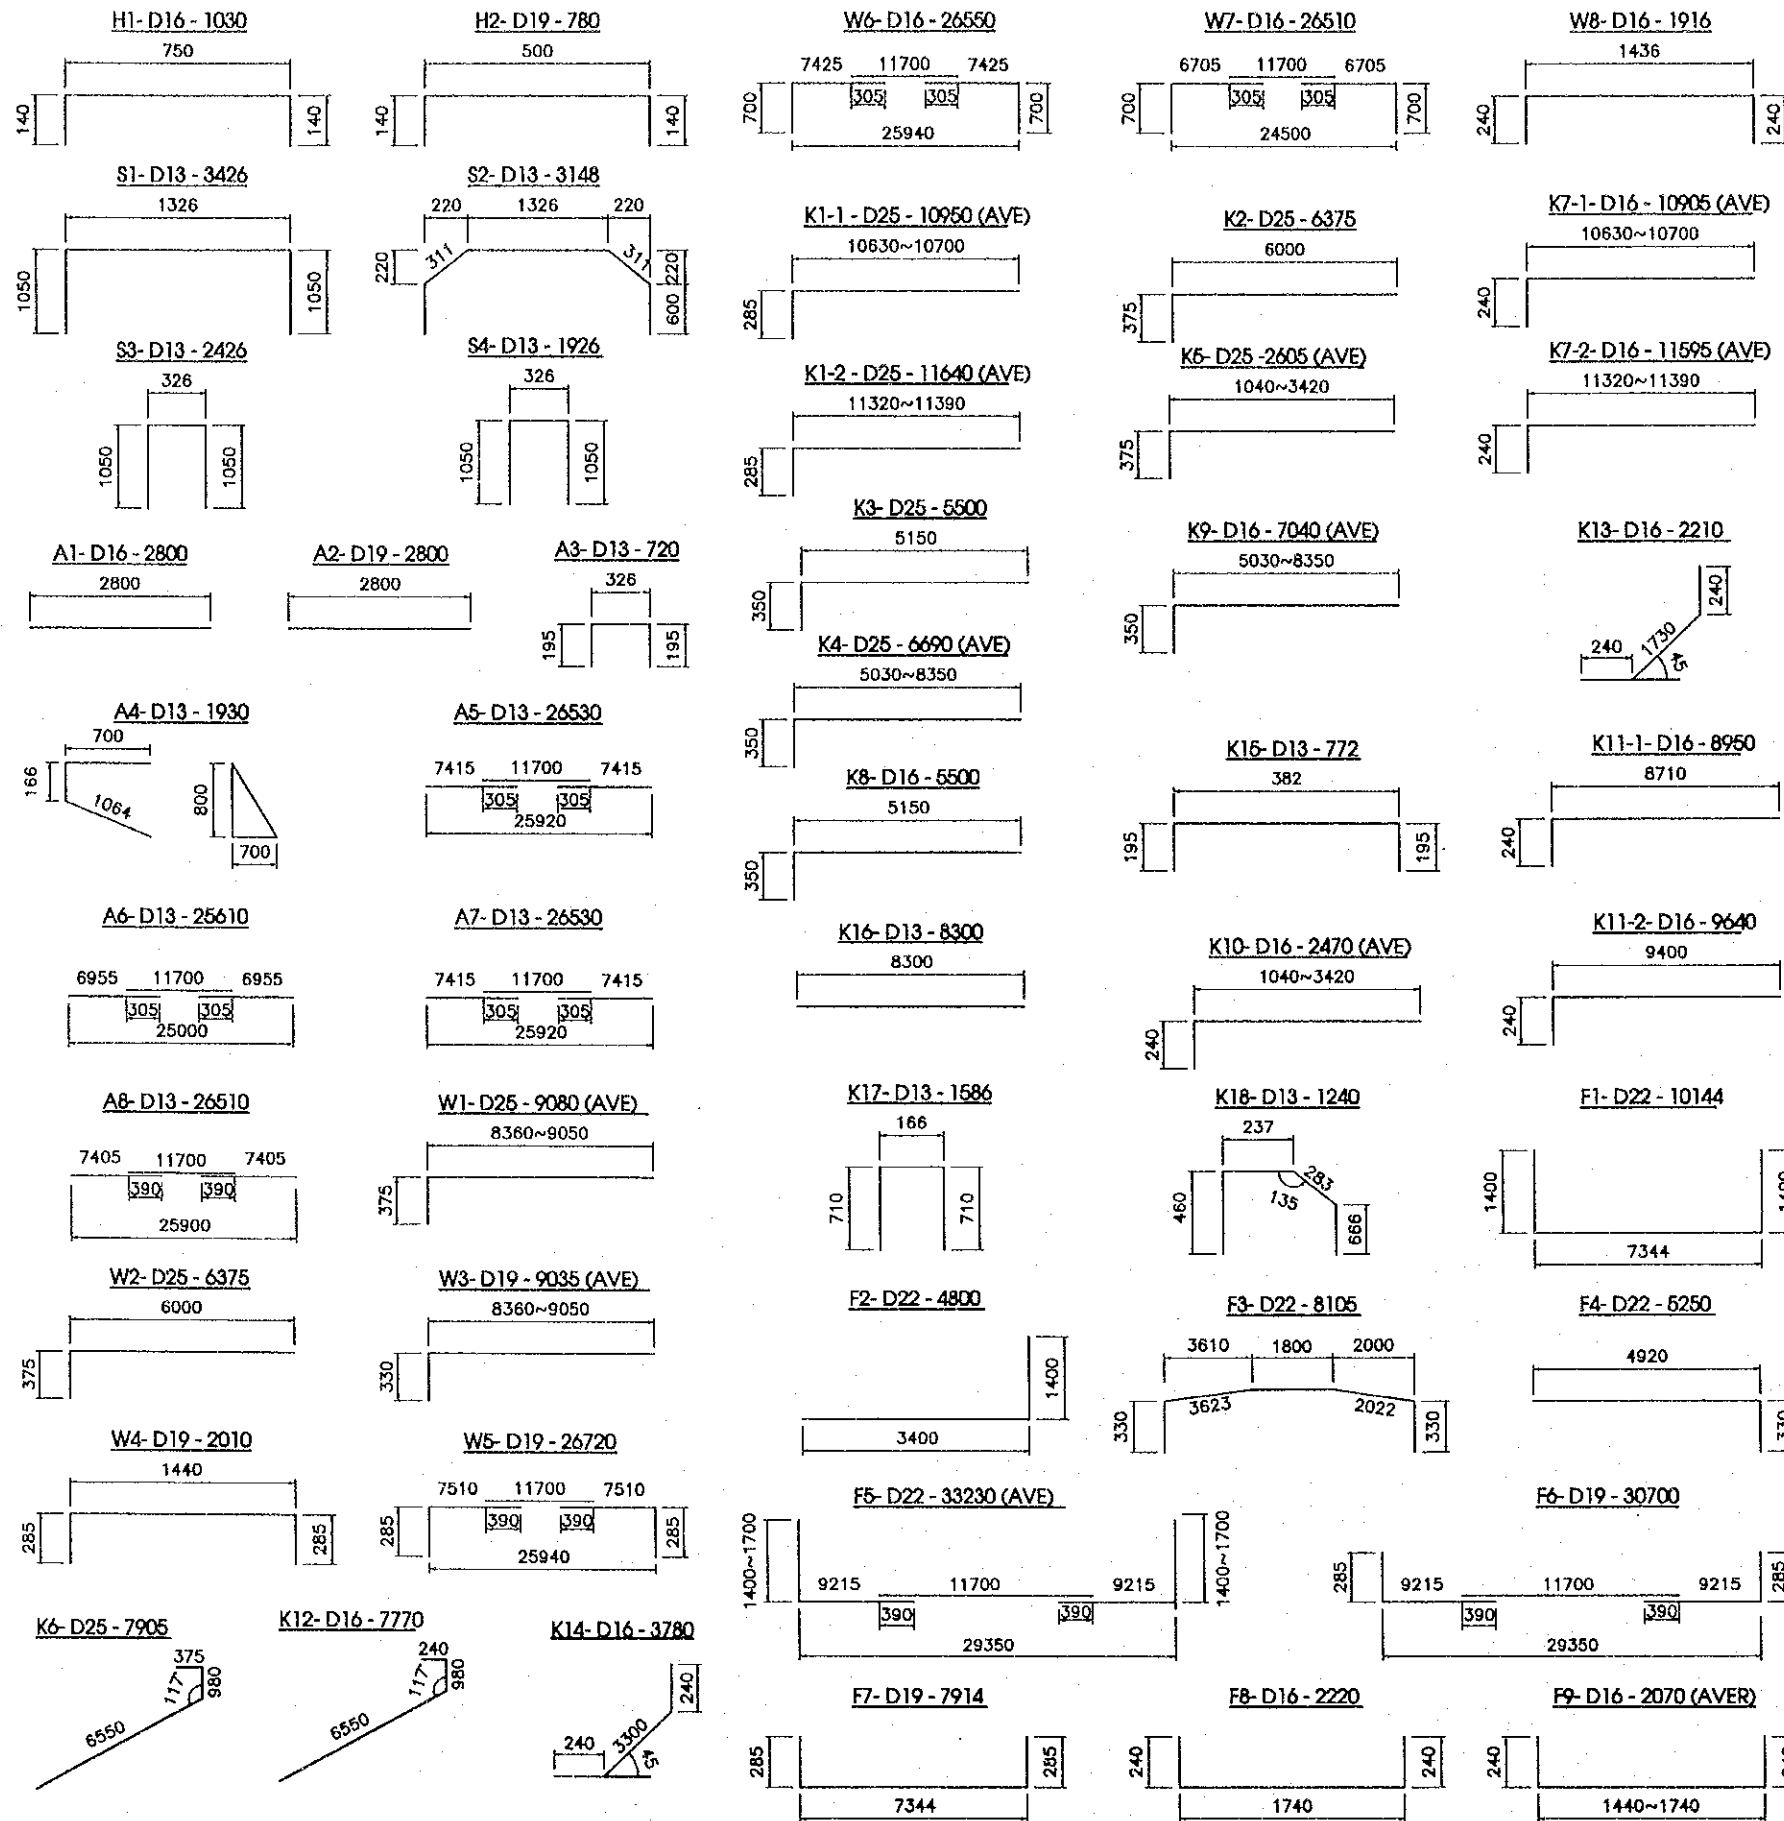 H1- D16 - 1030
750
140
140
H2- D19 - 780
500
140
140
W6- D16 - 26550
7425 11700 7425
305 305
700
700
25940
W7- D16 - 26510
6705 11700 6705
305 305
700
700
24500
W8- D16 - 1916
1436
240
240
S1- D13 - 3426
1326
1050
1050
S2- D13 - 3148
220 1326 220
311 311
220
220
600
K1-1 - D25 - 10950 (AVE)
10630~10700
285
K2- D25 - 6375
6000
375
K7-1- D16 - 10905 (AVE)
10630~10700
240
S3- D13 - 2426
326
1050
1050
S4- D13 - 1926
326
1050
1050
K1-2 - D25 - 11640 (AVE)
11320~11390
285
K5- D25 -2605 (AVE)
1040~3420
375
K7-2- D16 - 11595 (AVE)
11320~11390
240
A1- D16 - 2800
2800
A2- D19 - 2800
2800
A3- D13 - 720
326
195
195
K3- D25 - 5500
5150
350
K9- D16 - 7040 (AVE)
5030~8350
350
K13- D16 - 2210
240
240
1730
45
K4- D25 - 6690 (AVE)
5030~8350
350
A4- D13 - 1930
700
166
1064
800
700
A5- D13 - 26530
7415 11700 7415
305 305
25920
K8- D16 - 5500
5150
350
K15- D13 - 772
382
195
195
K11-1- D16 - 8950
8710
240
A6- D13 - 25610
6955 11700 6955
305 305
25000
A7- D13 - 26530
7415 11700 7415
305 305
25920
K16- D13 - 8300
8300
K10- D16 - 2470 (AVE)
1040~3420
240
K11-2- D16 - 9640
9400
240
A8- D13 - 26510
7405 11700 7405
390 390
25900
W1- D25 - 9080 (AVE)
8360~9050
375
K17- D13 - 1586
166
710
710
K18- D13 - 1240
237
283
135
460
666
F1- D22 - 10144
1400
1400
7344
W2- D25 - 6375
6000
375
W3- D19 - 9035 (AVE)
8360~9050
330
F2- D22 - 4800
1400
3400
F3- D22 - 8105
3610 1800 2000
3623 2022
330
330
F4- D22 - 5250
4920
330
W4- D19 - 2010
1440
285
285
W5- D19 - 26720
7510 11700 7510
390 390
285
285
25940
F5- D22 - 33230 (AVE)
1400~1700
1400~1700
9215 11700 9215
390 390
29350
F6- D19 - 30700
285
285
9215 11700 9215
390 390
29350
K6- D25 - 7905
375
117°
980
6550
K12- D16 - 7770
240
117°
980
6550
K14- D16 - 3780
240
240
3300
45
F7- D19 - 7914
285
285
7344
F8- D16 - 2220
240
240
1740
F9- D16 - 2070 (AVER)
240
1440~1740